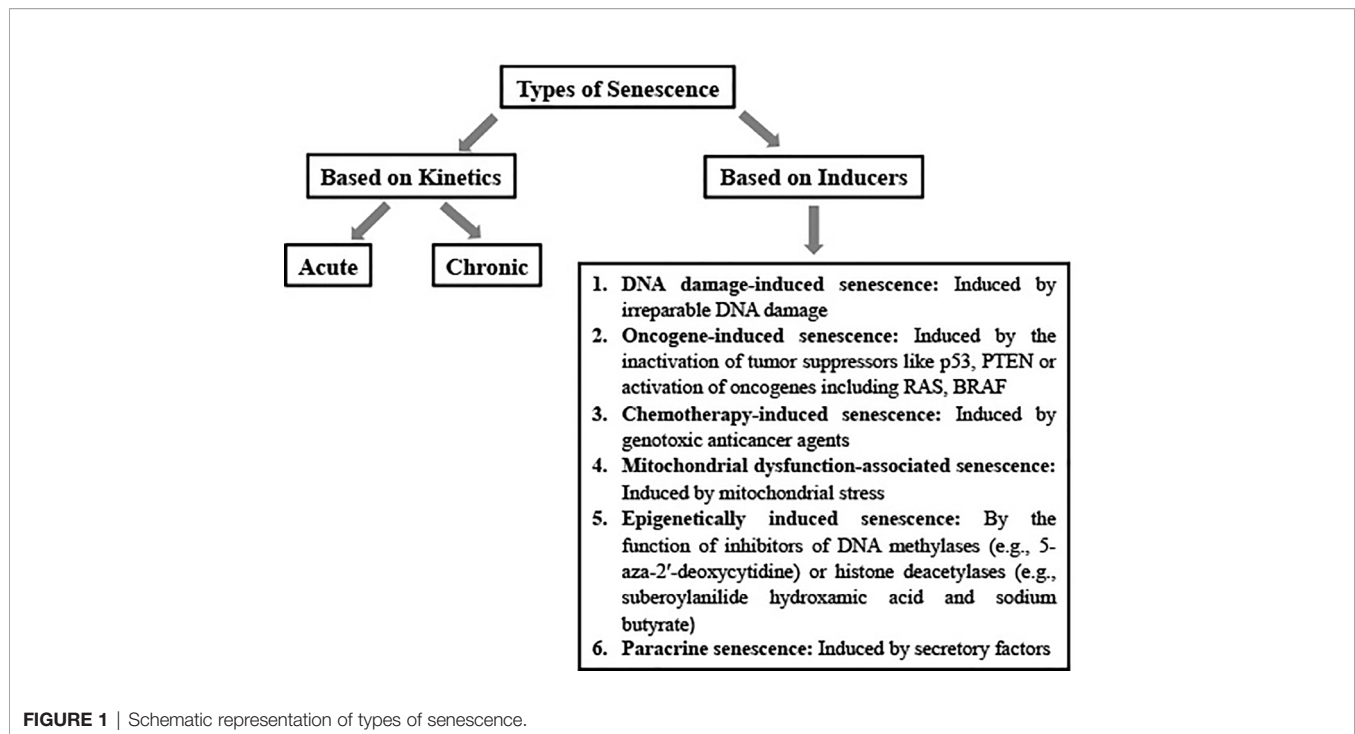 Types of Senescence
Based on Kinetics
Based on Inducers
Acute
Chronic
1. DNA damage-induced senescence: Induced by
irreparable DNA damage
2. Oncogene-induced senescence: Induced by the
inactivation of tumor suppressors like p53, PTEN or
activation of oncogenes including RAS, BRAF
3. Chemotherapy-induced senescence: Induced by
genotoxic anticancer agents
4. Mitochondrial dysfunction-associated senescence:
Induced by mitochondrial stress
5. Epigenetically induced senescence: By the
function of inhibitors of DNA methylases (e.g., 5-
aza-2′-deoxycytidine) or histone deacetylases (e.g.,
suberoylanilide hydroxamic acid and sodium
butyrate)
6. Paracrine senescence: Induced by secretory factors
FIGURE 1 | Schematic representation of types of senescence.